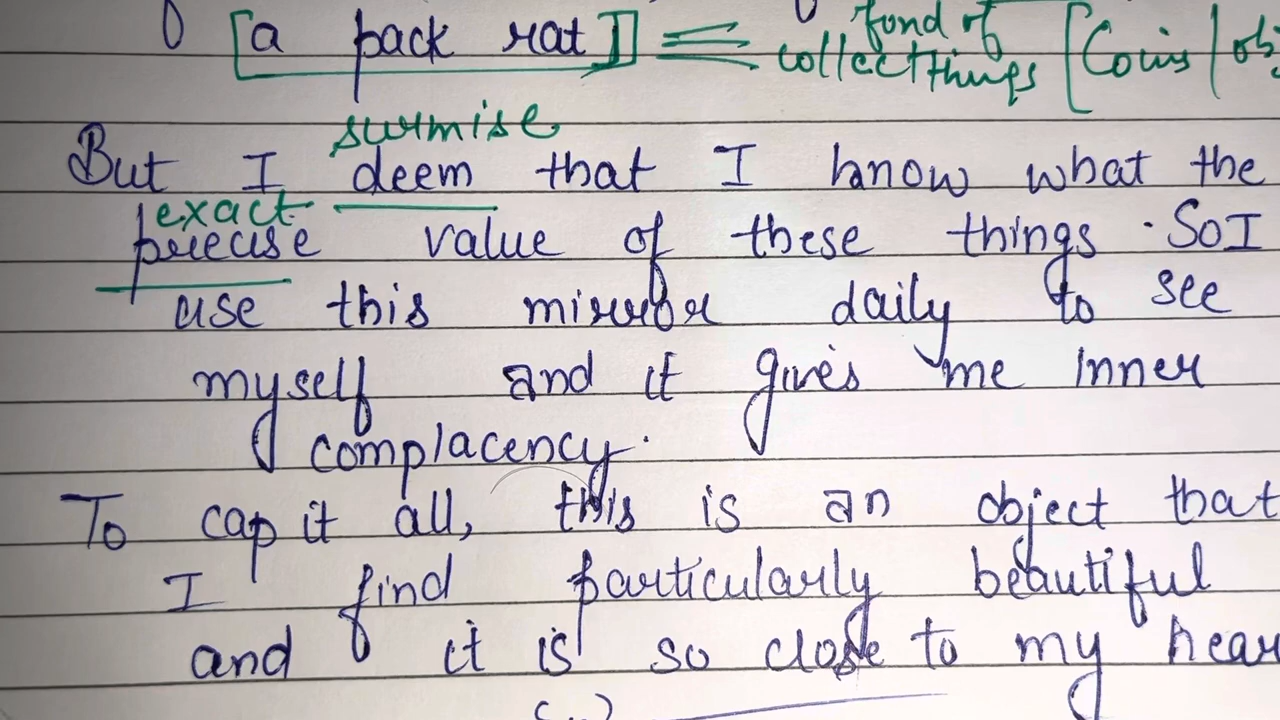 [a pack rat] = fond of
collect things [Coins / obj
surmise
But I deem that I know what the
exact
precise value of these things. So I
use this mirror daily to see
myself and it gives me inner
complacency.
To cap it all, this is an object that
I find particularly beautiful
and it is so close to my hear